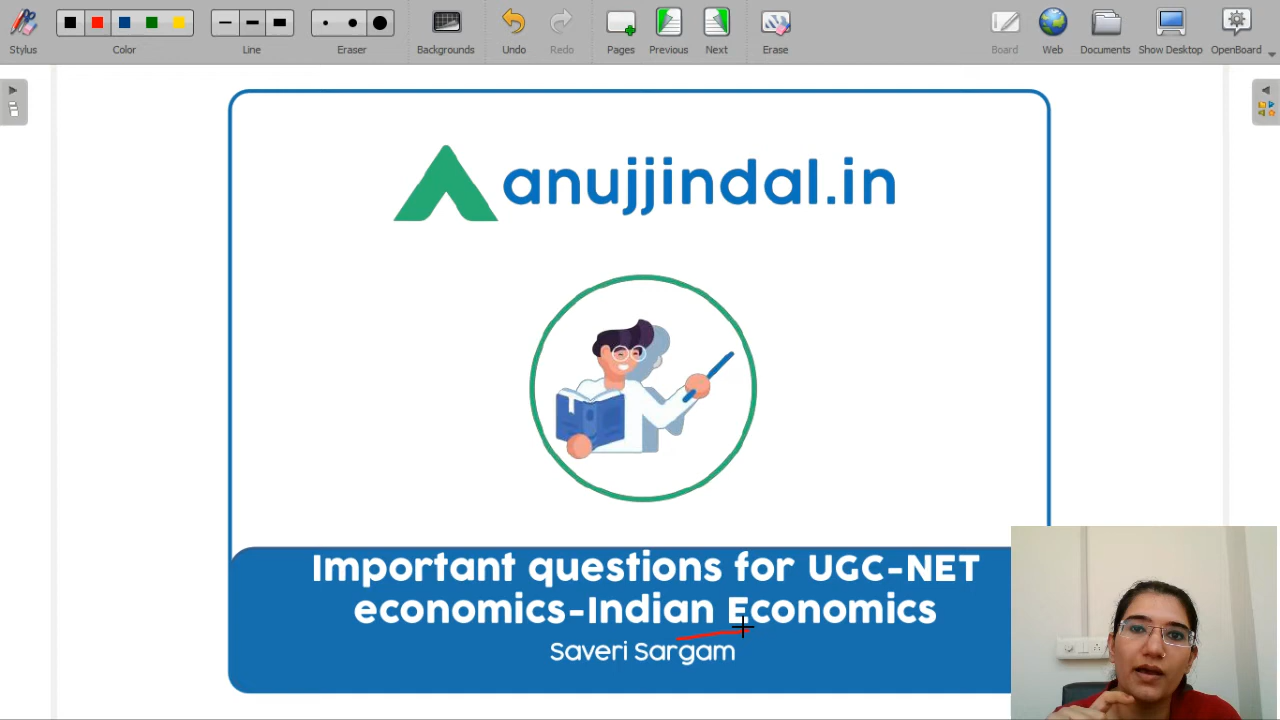 Stylus
Color
Line
Eraser
Backgrounds
Undo
Redo
Pages
Previous
Next
Erase
Board
Web
Documents
Show Desktop
OpenBoard
anujjindal.in
Important questions for UGC-NET
economics-Indian Economics
Saveri Sargam